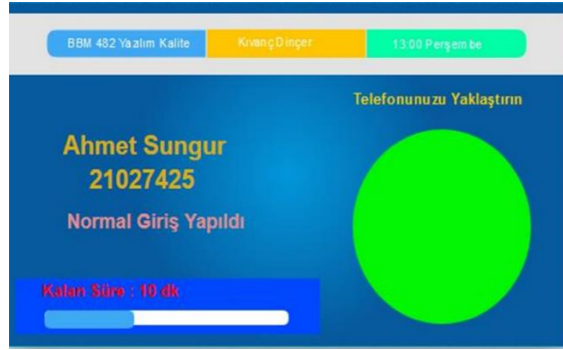 BBM 482 Yazlım Kalite
Kıvanç Dinçer
13:00 Perşembe
Telefonunuzu Yaklaştırın
Ahmet Sungur
21027425
Normal Giriş Yapıldı
Kalan Süre : 10 dk